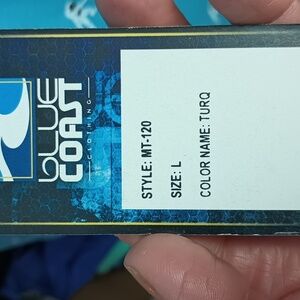 BLUE
COAST
CLOTHING
STYLE: MT-120
SIZE: L
COLOR NAME: TURQ